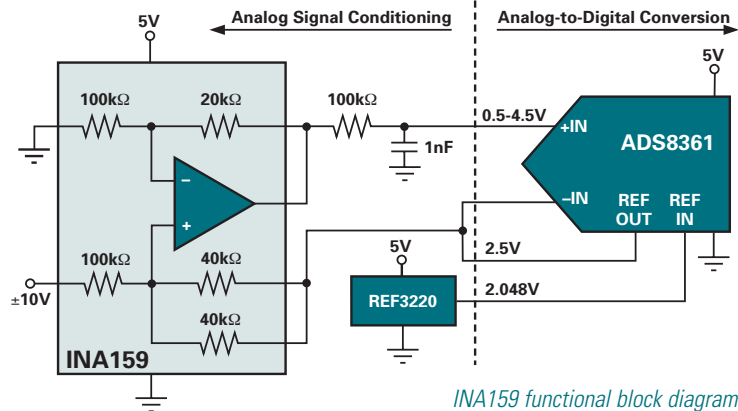 Analog Signal Conditioning
Analog-to-Digital Conversion
5V
5V
100kΩ
20kΩ
100kΩ
0.5-4.5V
+IN
1nF
ADS8361
–
–IN
REF OUT
REF IN
+
5V
2.5V
100kΩ
40kΩ
±10V
REF3220
2.048V
40kΩ
INA159
INA159 functional block diagram